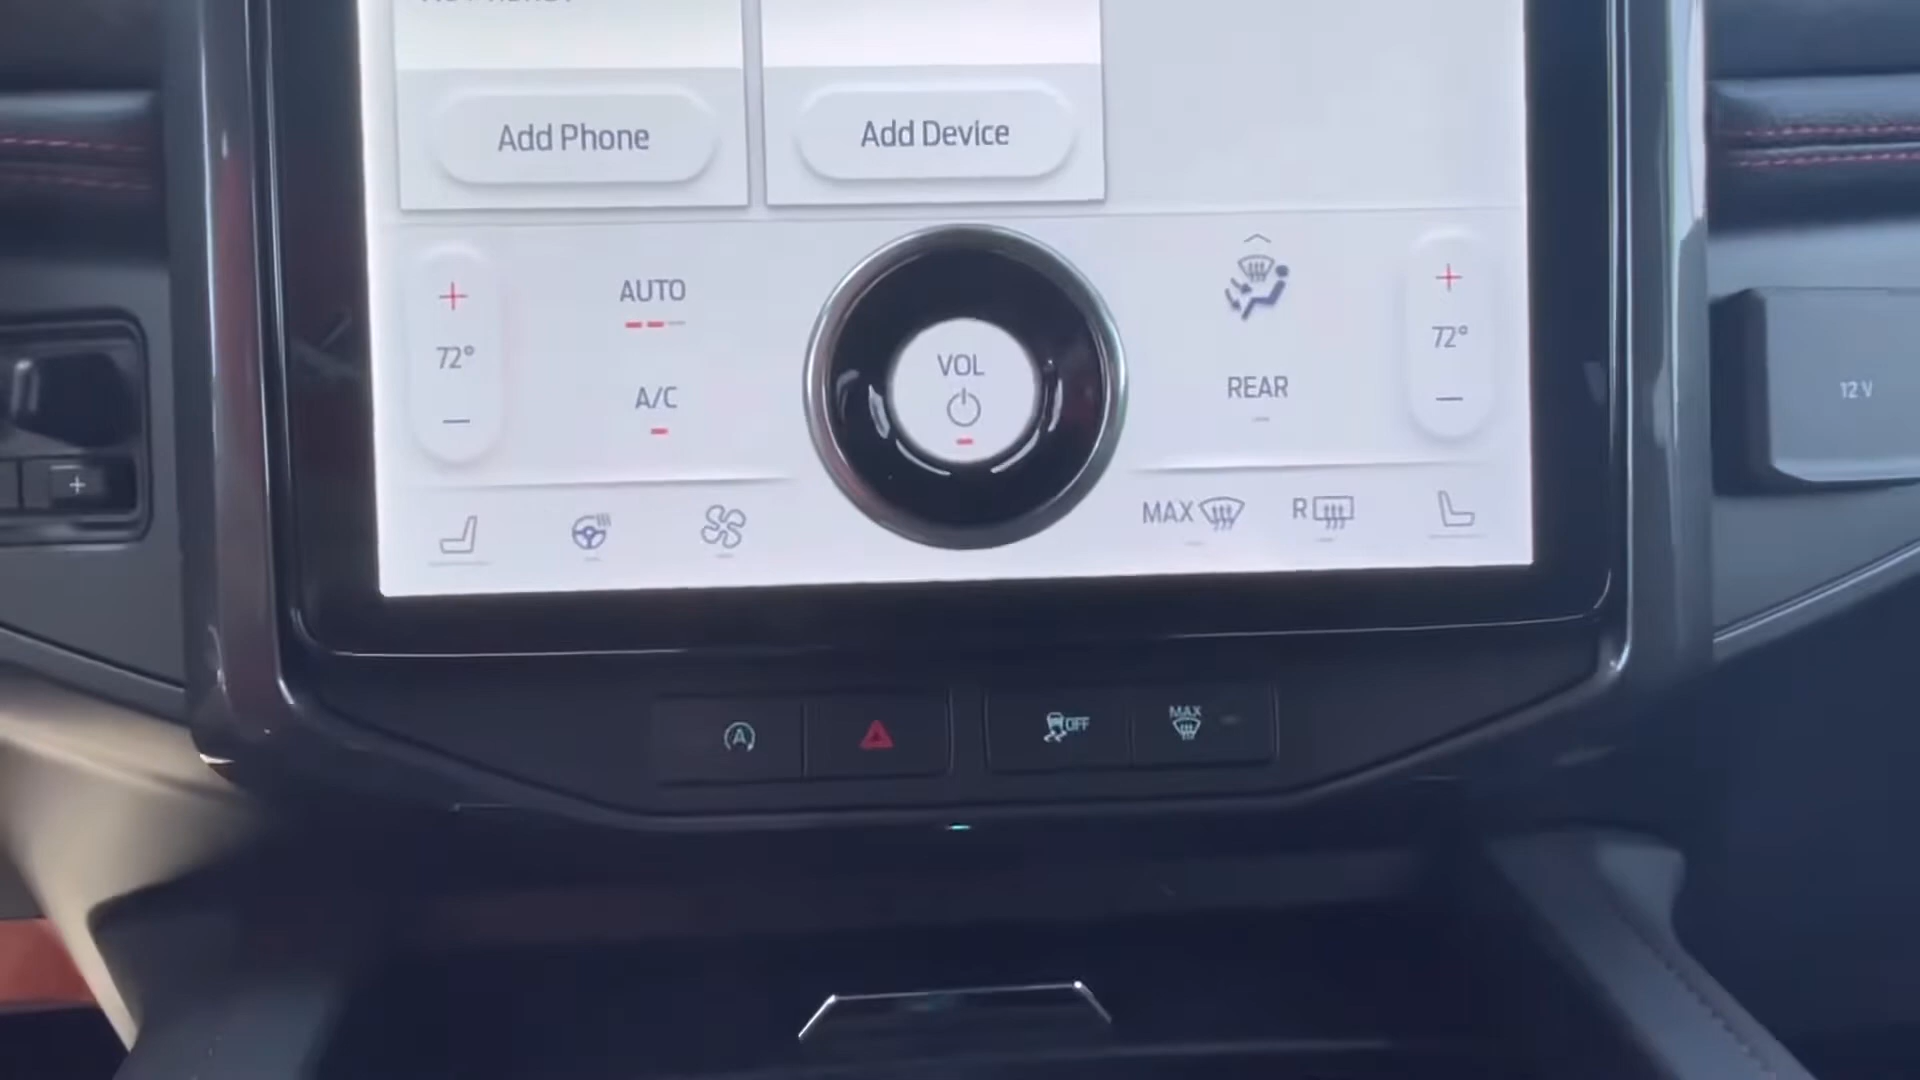 Add Phone
Add Device
+
72°
−
AUTO
A/C
VOL
REAR
+
72°
−
MAX
R
12 V
+
A
OFF
MAX